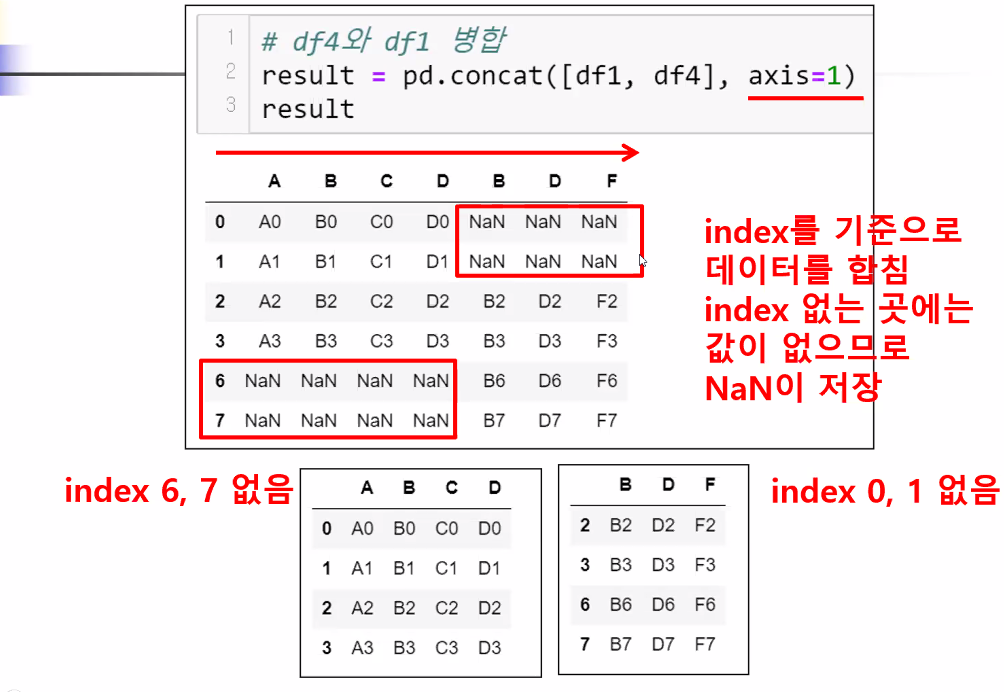 1 # df4와 df1 병합
2 result = pd.concat([df1, df4], axis=1)
3 result
A B C D B D F
0 A0 B0 C0 D0 NaN NaN NaN
1 A1 B1 C1 D1 NaN NaN NaN
2 A2 B2 C2 D2 B2 D2 F2
3 A3 B3 C3 D3 B3 D3 F3
6 NaN NaN NaN NaN B6 D6 F6
7 NaN NaN NaN NaN B7 D7 F7
index를 기준으로
데이터를 합침
index 없는 곳에는
값이 없으므로
NaN이 저장
index 6, 7 없음
A B C D
0 A0 B0 C0 D0
1 A1 B1 C1 D1
2 A2 B2 C2 D2
3 A3 B3 C3 D3
B D F
2 B2 D2 F2
3 B3 D3 F3
6 B6 D6 F6
7 B7 D7 F7
index 0, 1 없음